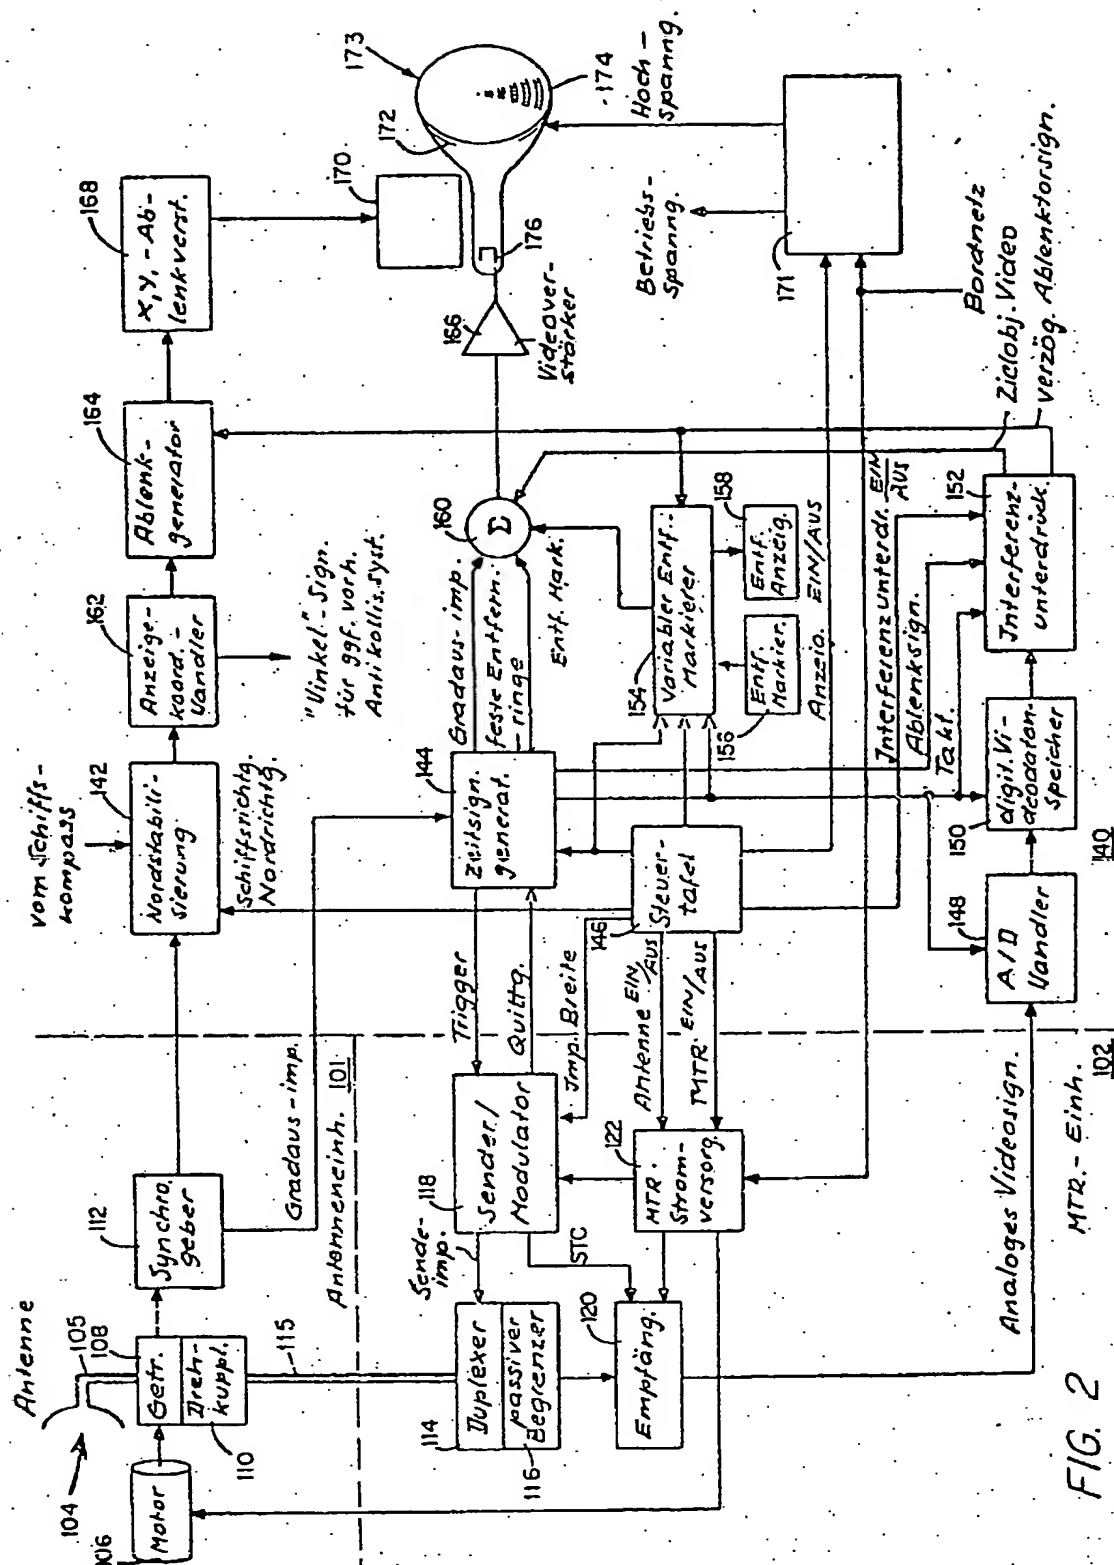 Antenne
104
105
108
106
Motor
Getr.
Dreh-
kuppl.
110
112
Synchro.
geber
115
Gradaus-imp.
Antenneneinh. 101
vom Schiffs-
kompass
142
Nordstabili-
sierung
Schiffsrichtg.
Nordrichtg.
162
Anzeige-
koord.-
Wandler
"Winkel"-Sign.
für ggf. vorh.
Antikollis.syst.
164
Ablenk-
generator
168
X, Y, -Ab-
lenkverst.
170
172
173
174
176
166
Videover-
stärker
Hoch-
spanng.
Betriebs-
spanng.
171
Bordnetz
114
Duplexer
passiver
Begrenzer
116
Sende-
imp.
118
Sender/
Modulator
STC
120
Empfäng.
122
MTR.
Strom-
versorg.
Trigger
Quittg.
Imp. Breite
Antenne EIN/AUS
MTR. EIN/AUS
144
Zeitsign.
generat.
Gradaus-imp.
feste Entfern.
-ringe
Entf. Mark.
160
Σ
146
Steuer-
tafel
154
Variabler Entf.-
Markierer
156
Entf.
Markier.
158
Entf.
Anzeig.
Anzeig. EIN/AUS
Interferenzunterdr. EIN/AUS
Ablenksign.
Takt.
Zielobj. Video
verzög. Ablenktorsign.
148
A/D
Wandler
150
digit. Vi-
deodaten-
speicher
152
Interferenz-
unterdrück.
Analoges Videosign.
MTR.-Einh.
102
140
FIG. 2